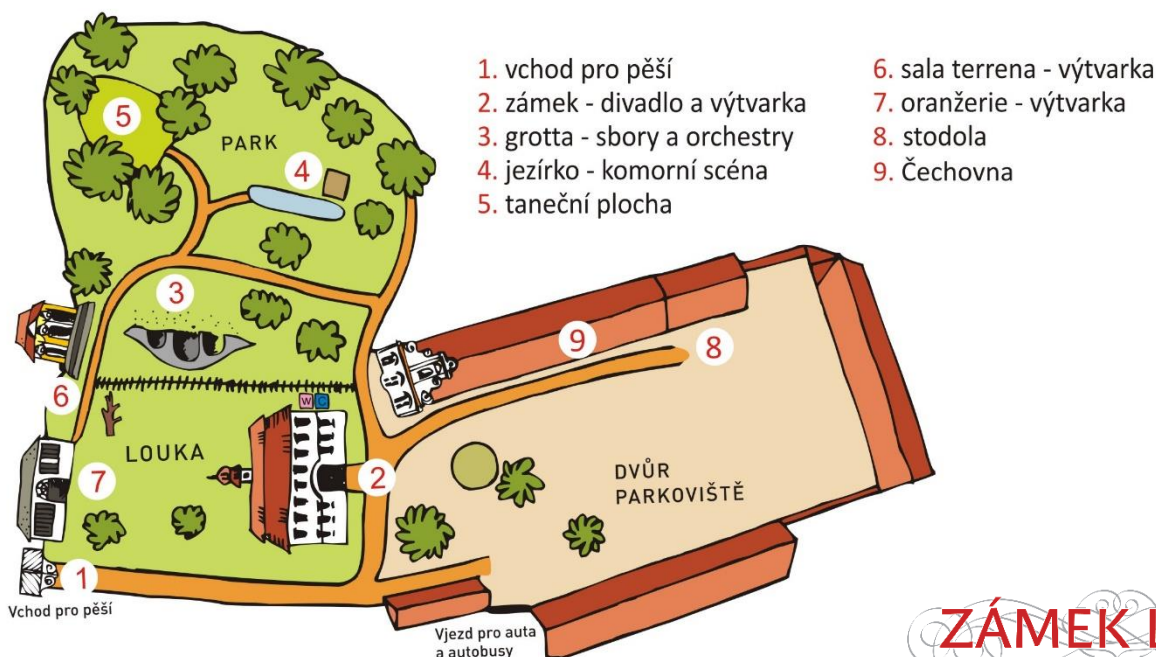 1. vchod pro pěší
2. zámek - divadlo a výtvarka
3. grotta - sbory a orchestry
4. jezírko - komorní scéna
5. taneční plocha
6. sala terrena - výtvarka
7. oranžerie - výtvarka
8. stodola
9. Čechovna
5
PARK
4
3
9
8
6
W C
LOUKA
7
2
DVŮR
PARKOVIŠTĚ
1
Vchod pro pěší
Vjezd pro auta
a autobusy
ZÁMEK